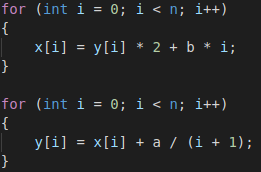 for (int i = 0; i < n; i++)
{
    x[i] = y[i] * 2 + b * i;
}

for (int i = 0; i < n; i++)
{
    y[i] = x[i] + a / (i + 1);
}